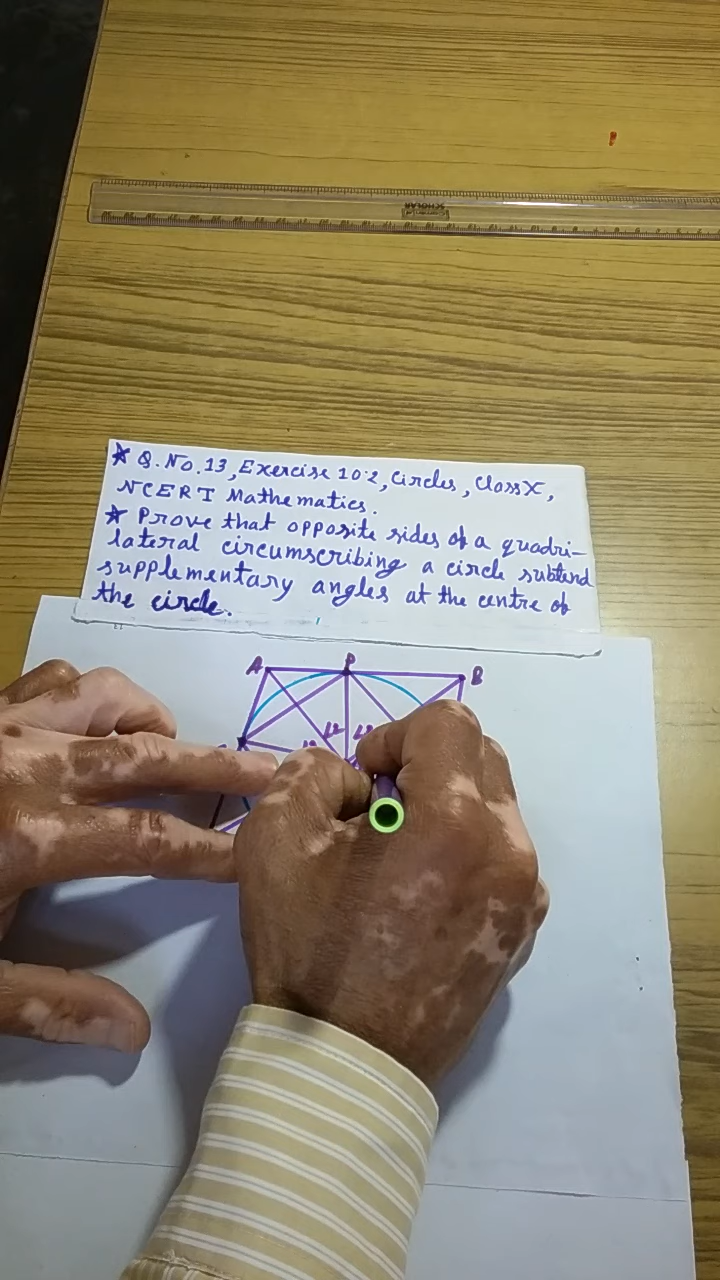 * Q.No.13, Exercise 10.2, Circles, Class X,
NCERT Mathematics.
* Prove that opposite sides of a quadri-
lateral circumscribing a circle subtend
supplementary angles at the centre of
the circle.
A P B
SCHOLAR